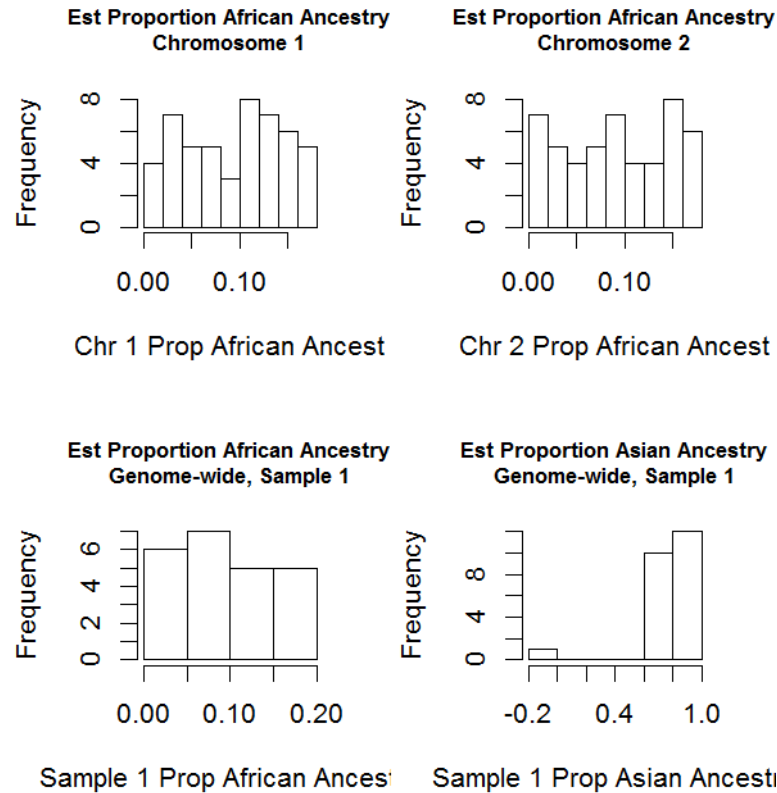 Est Proportion African Ancestry
Chromosome 1
Frequency
8
4
0
0.00 0.10
Chr 1 Prop African Ancest
Est Proportion African Ancestry
Chromosome 2
Frequency
8
4
0
0.00 0.10
Chr 2 Prop African Ancest
Est Proportion African Ancestry
Genome-wide, Sample 1
Frequency
6
4
2
0
0.00 0.10 0.20
Sample 1 Prop African Ancest
Est Proportion Asian Ancestry
Genome-wide, Sample 1
Frequency
8
4
0
-0.2 0.4 1.0
Sample 1 Prop Asian Ancestr